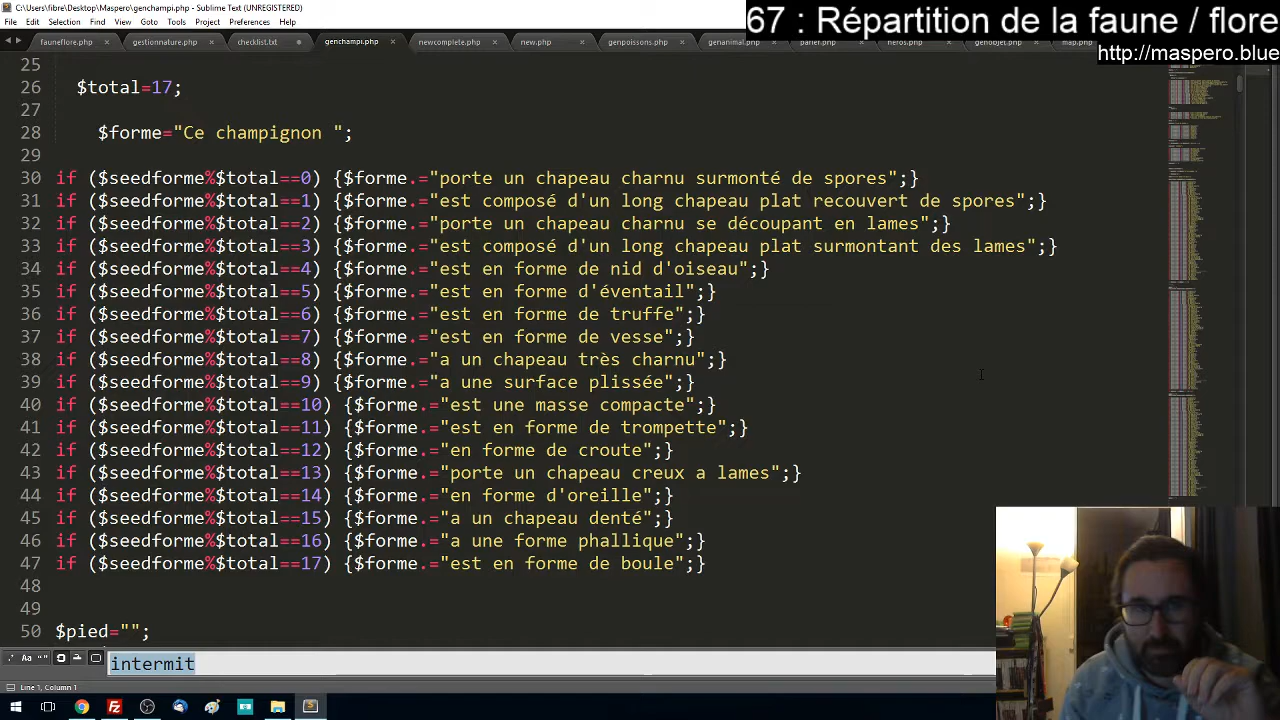 C:\Users\fibre\Desktop\Maspero\genchampi.php - Sublime Text (UNREGISTERED)
67 : Répartition de la faune / flore
http://maspero.blue
File Edit Selection Find View Goto Tools Project Preferences Help
fauneflore.php gestionnature.php checklist.txt genchampi.php newcomplete.php new.php genpoissons.php genanimal.php parler.php heros.php genobjet.php map.php
25
26 $total=17;
27
28 $forme="Ce champignon ";
29
30 if ($seedforme%$total==0) {$forme.="porte un chapeau charnu surmonté de spores";}
31 if ($seedforme%$total==1) {$forme.="est composé d'un long chapeau plat recouvert de spores";}
32 if ($seedforme%$total==2) {$forme.="porte un chapeau charnu se découpant en lames";}
33 if ($seedforme%$total==3) {$forme.="est composé d'un long chapeau plat surmontant des lames";}
34 if ($seedforme%$total==4) {$forme.="est en forme de nid d'oiseau";}
35 if ($seedforme%$total==5) {$forme.="est en forme d'éventail";}
36 if ($seedforme%$total==6) {$forme.="est en forme de truffe";}
37 if ($seedforme%$total==7) {$forme.="est en forme de vesse";}
38 if ($seedforme%$total==8) {$forme.="a un chapeau très charnu";}
39 if ($seedforme%$total==9) {$forme.="a une surface plissée";}
40 if ($seedforme%$total==10) {$forme.="est une masse compacte";}
41 if ($seedforme%$total==11) {$forme.="est en forme de trompette";}
42 if ($seedforme%$total==12) {$forme.="en forme de croute";}
43 if ($seedforme%$total==13) {$forme.="porte un chapeau creux a lames";}
44 if ($seedforme%$total==14) {$forme.="en forme d'oreille";}
45 if ($seedforme%$total==15) {$forme.="a un chapeau denté";}
46 if ($seedforme%$total==16) {$forme.="a une forme phallique";}
47 if ($seedforme%$total==17) {$forme.="est en forme de boule";}
48
49
50 $pied="";
.* Aa “”
intermit
Line 1, Column 1